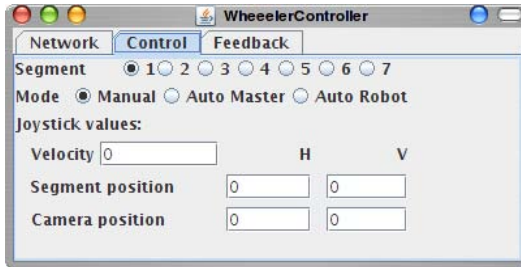 WheeelerController
Network Control Feedback
Segment 1 2 3 4 5 6 7
Mode Manual Auto Master Auto Robot
Joystick values:
Velocity 0 H V
Segment position 0 0
Camera position 0 0